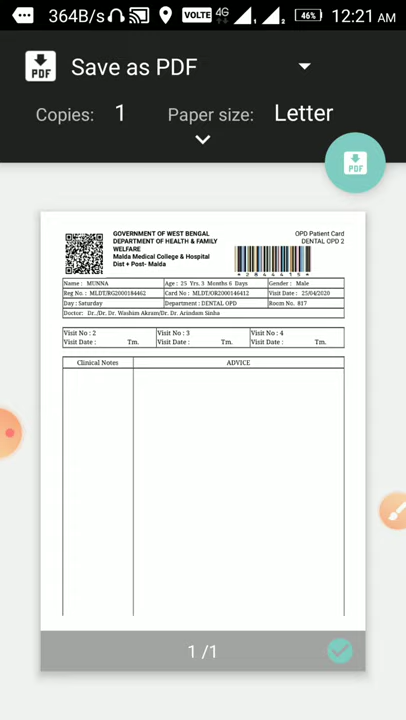 364B/s VOLTE 4G 1 2 46% 12:21 AM
PDF Save as PDF
Copies: 1 Paper size: Letter
PDF
GOVERNMENT OF WEST BENGAL
DEPARTMENT OF HEALTH & FAMILY
WELFARE
Malda Medical College & Hospital
Dist + Post- Malda
OPD Patient Card
DENTAL OPD 2
*2844415*
Name : MUNNA Age : 25 Yrs. 3 Months 6 Days Gender : Male
Reg No. : MLDT/RG2000184462 Card No : MLDT/OR2000146412 Visit Date : 25/04/2020
Day : Saturday Department : DENTAL OPD Room No. 817
Doctor: Dr./Dr. Dr. Washim Akram/Dr. Dr. Arindam Sinha
Visit No : 2 Visit No : 3 Visit No : 4
Visit Date : Tm. Visit Date : Tm. Visit Date : Tm.
Clinical Notes ADVICE
1 /1